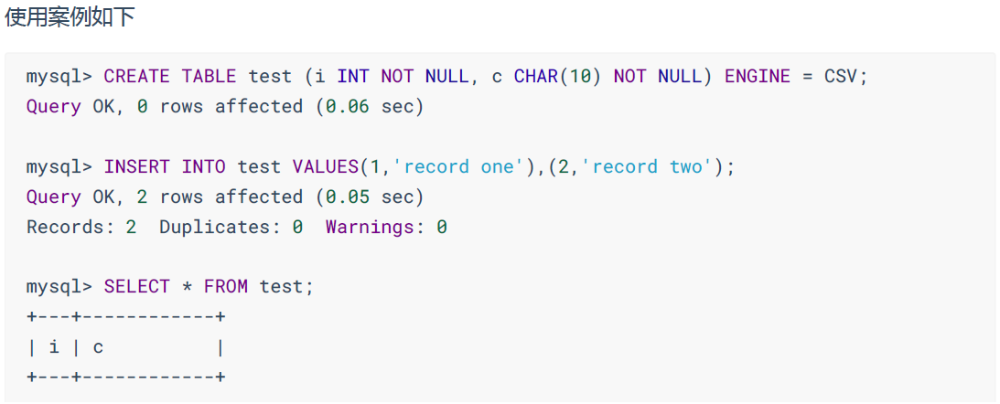 使用案例如下
mysql> CREATE TABLE test (i INT NOT NULL, c CHAR(10) NOT NULL) ENGINE = CSV;
Query OK, 0 rows affected (0.06 sec)
mysql> INSERT INTO test VALUES(1,'record one'),(2,'record two');
Query OK, 2 rows affected (0.05 sec)
Records: 2  Duplicates: 0  Warnings: 0
mysql> SELECT * FROM test;
+---+------------+
| i | c          |
+---+------------+